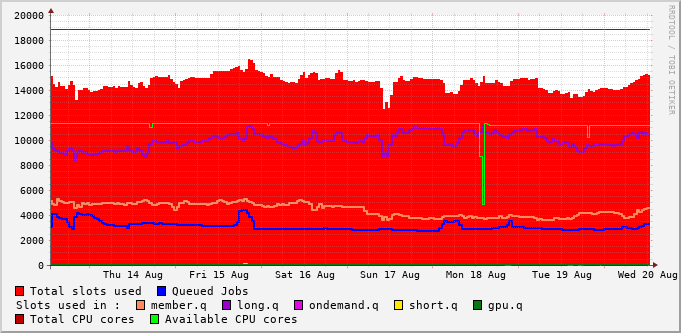 20000
18000
16000
14000
12000
10000
8000
6000
4000
2000
0
Thu 14 Aug Fri 15 Aug Sat 16 Aug Sun 17 Aug Mon 18 Aug Tue 19 Aug Wed 20 Aug
Total slots used Queued Jobs
Slots used in : member.q long.q ondemand.q short.q gpu.q
Total CPU cores Available CPU cores
RRDTOOL / TOBI OETIKER